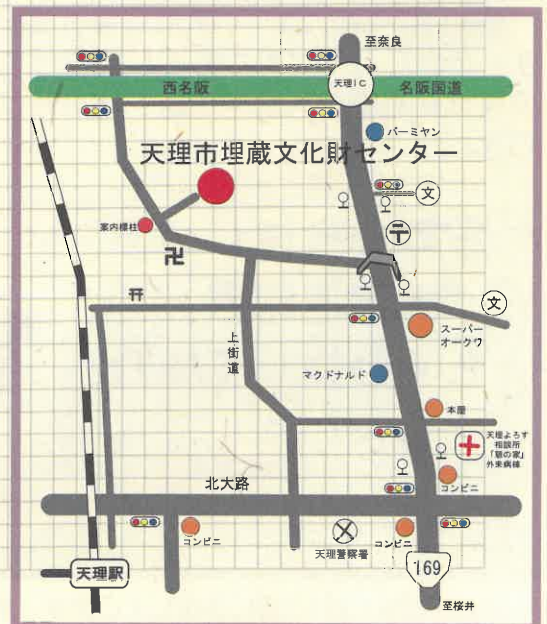 至奈良
天理IC
西名阪
名阪国道
バーミヤン
天理市埋蔵文化財センター
文
案内標柱
〒
卍
文
スーパー
オークワ
上街道
マクドナルド
本屋
天理よろず
相談所
「憩の家」
外来病棟
コンビニ
北大路
コンビニ
天理警察署
コンビニ
天理駅
169
至桜井